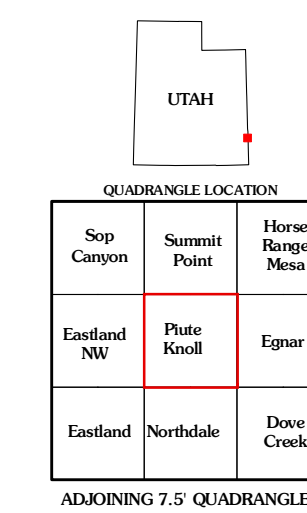 UTAH
QUADRANGLE LOCATION
Sop
Canyon
Summit
Point
Horse
Range
Mesa
Eastland
NW
Piute
Knoll
Egnar
Eastland
Northdale
Dove
Creek
ADJOINING 7.5' QUADRANGLE